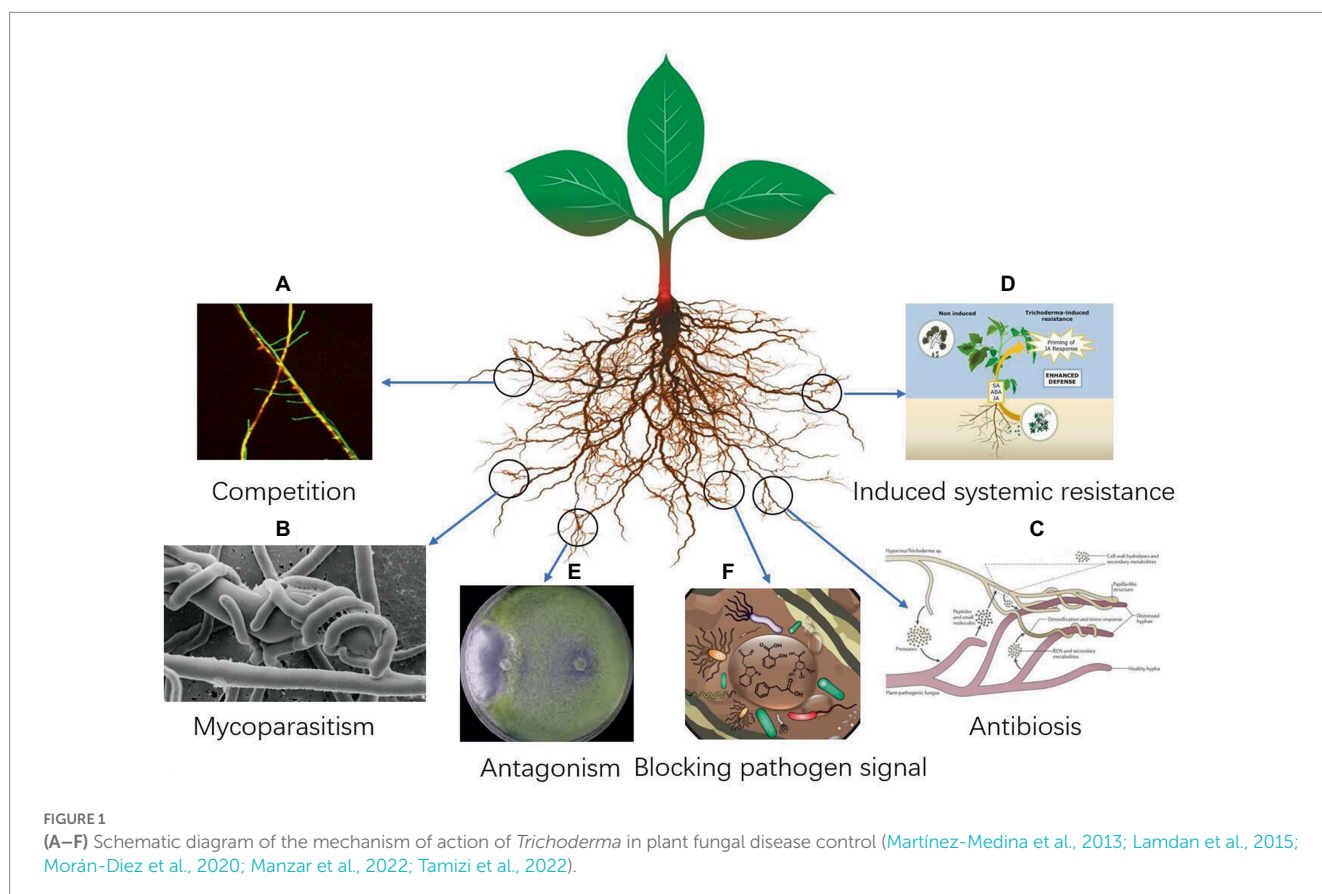 A
D
Non induced
Trichoderma-induced
resistance
Priming of
JA Response
ENHANCED
DEFENSE
SA
ABA
JA
Competition
Induced systemic resistance
B
E
F
C
Hypocrea/Trichoderma sp.
Cell wall hydrolases and
secondary metabolites
Papilla-like
structure
Peptides
and small
molecules
Distressed
hyphae
Detoxification and stress response
Proteases
ROS and secondary
metabolites
Healthy hypha
Plant-pathogenic fungus
Mycoparasitism
Antagonism
Blocking pathogen signal
Antibiosis
FIGURE 1
(A–F) Schematic diagram of the mechanism of action of Trichoderma in plant fungal disease control (Martínez-Medina et al., 2013; Lamdan et al., 2015;
Morán-Diez et al., 2020; Manzar et al., 2022; Tamizi et al., 2022).